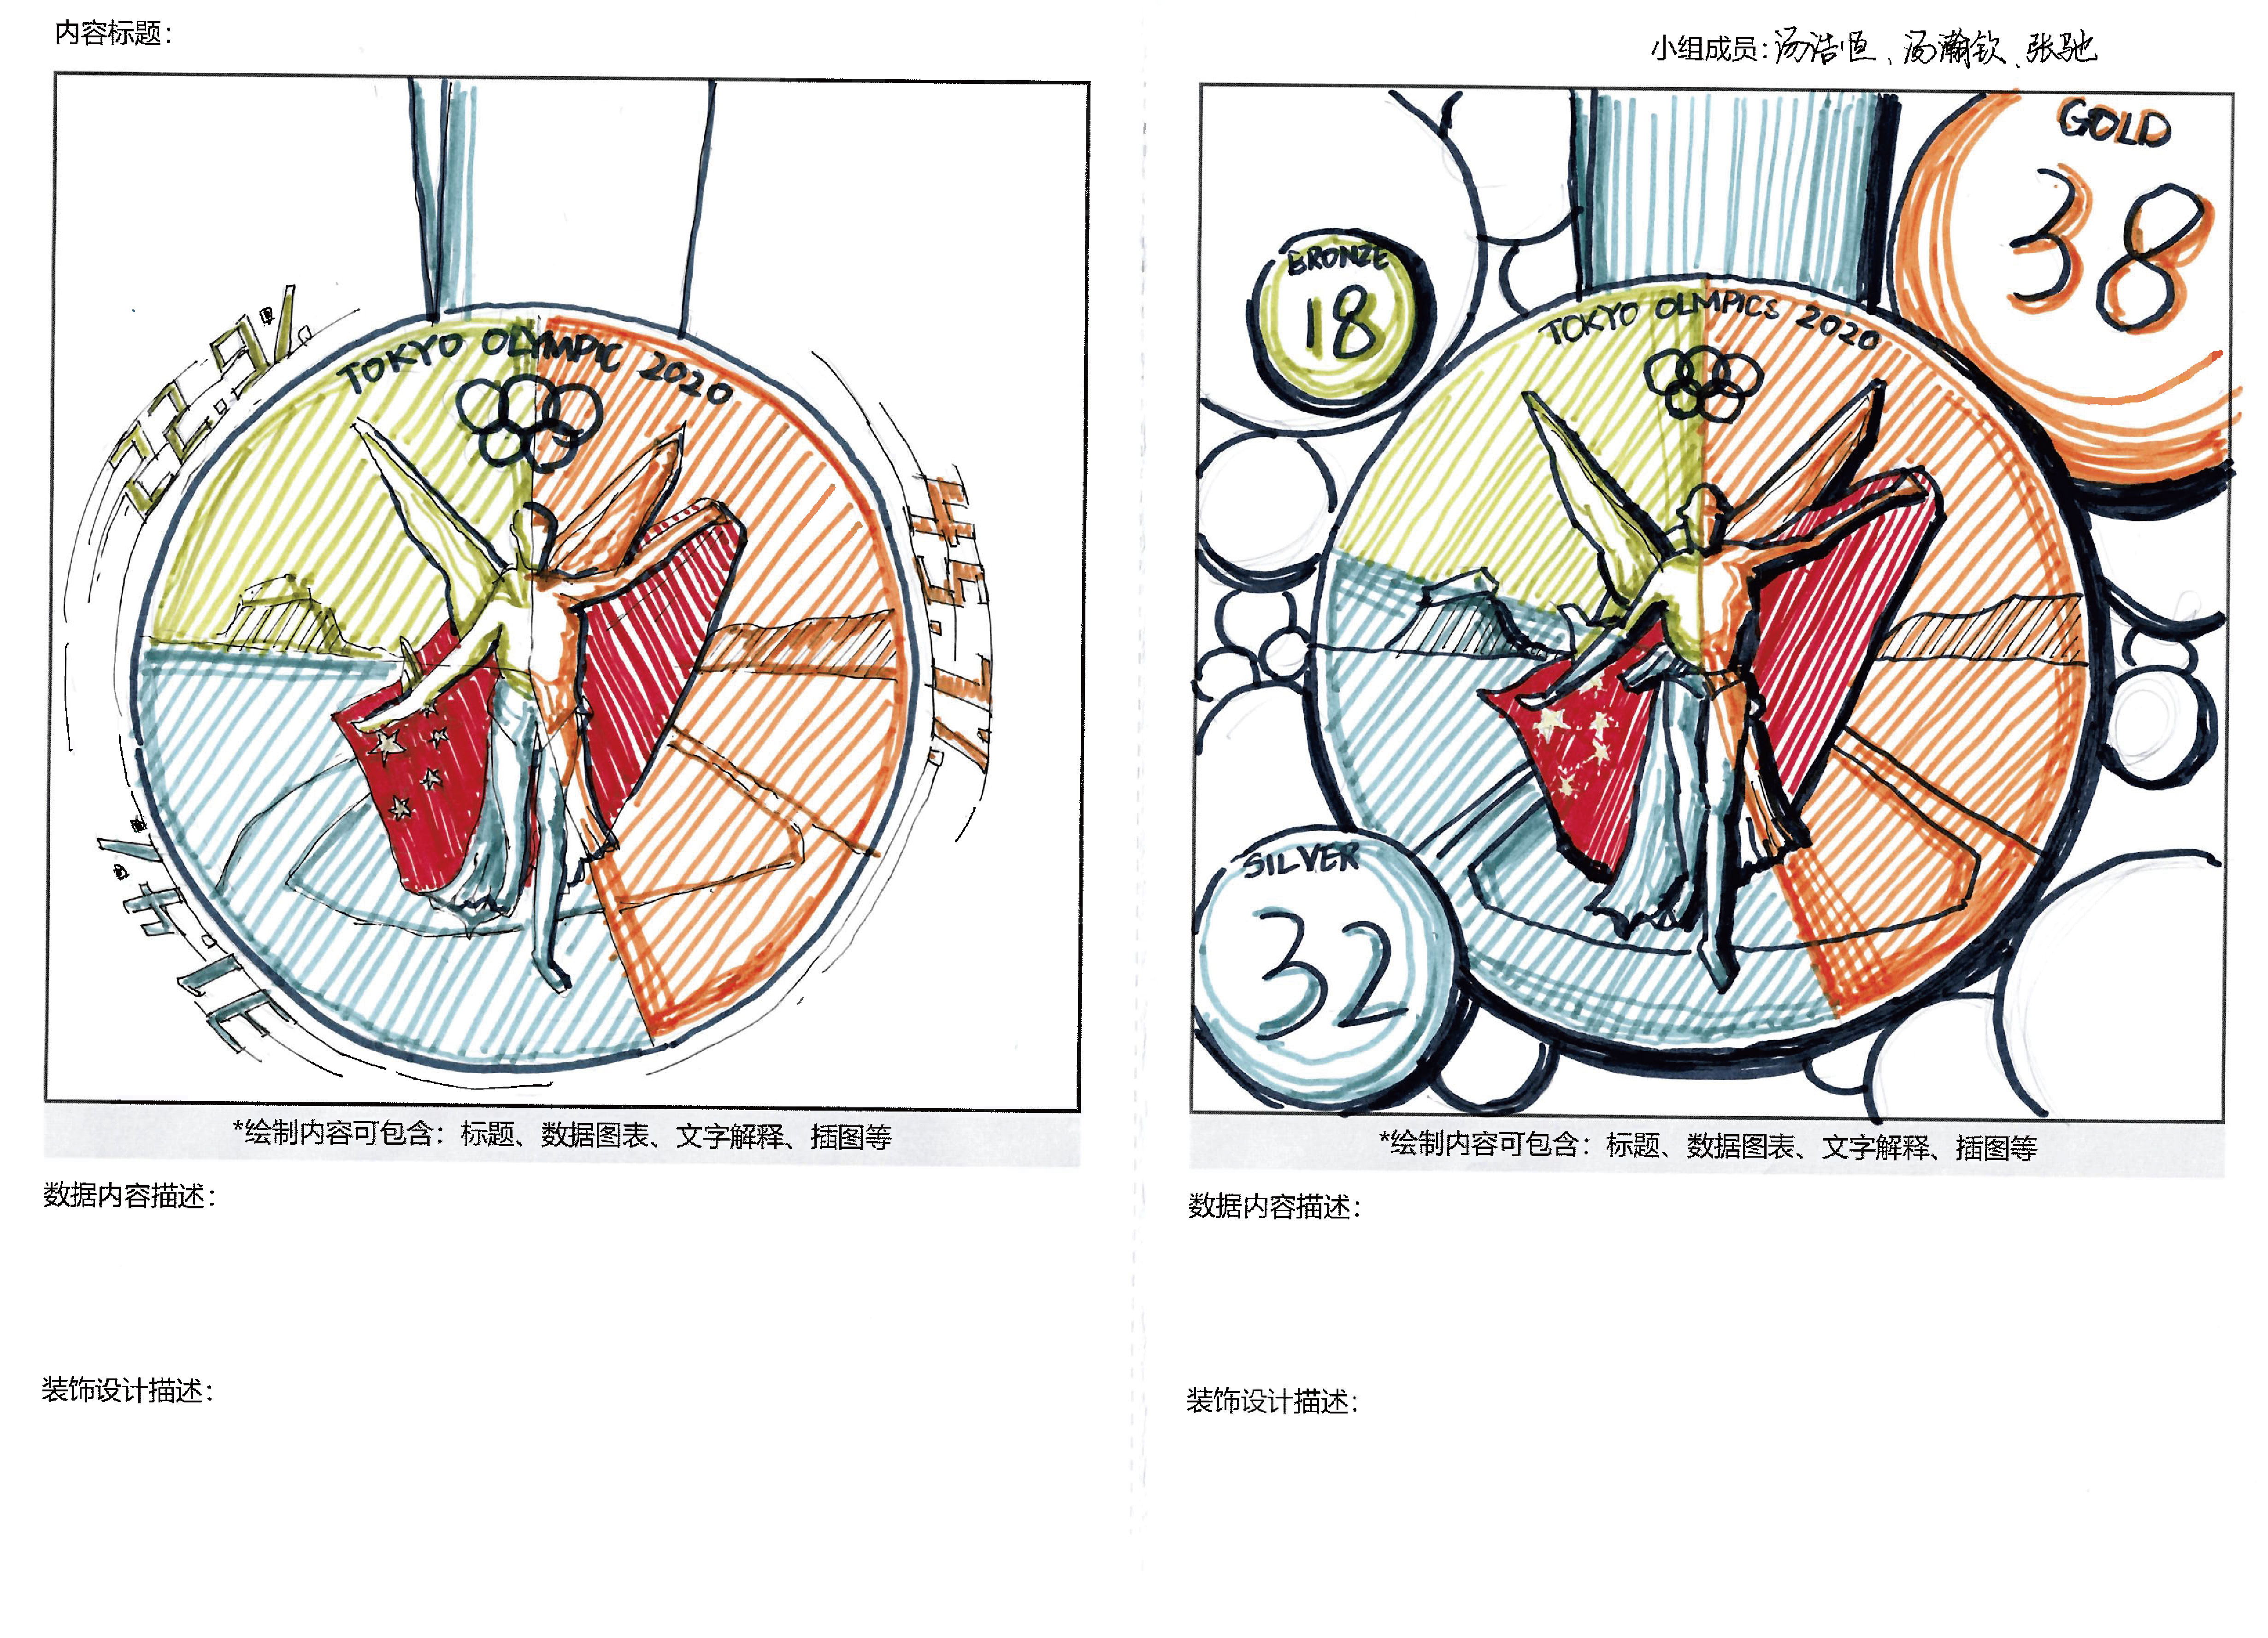 内容标题：
22.9%
TOKYO OLYMPIC 2020
45.7%
31.4%
*绘制内容可包含：标题、数据图表、文字解释、插图等
数据内容描述：
装饰设计描述：
小组成员：汤浩恒、汤瀚钦、张驰
GOLD
38
BRONZE
18
TOKYO OLMPICS 2020
SILVER
32
*绘制内容可包含：标题、数据图表、文字解释、插图等
数据内容描述：
装饰设计描述：